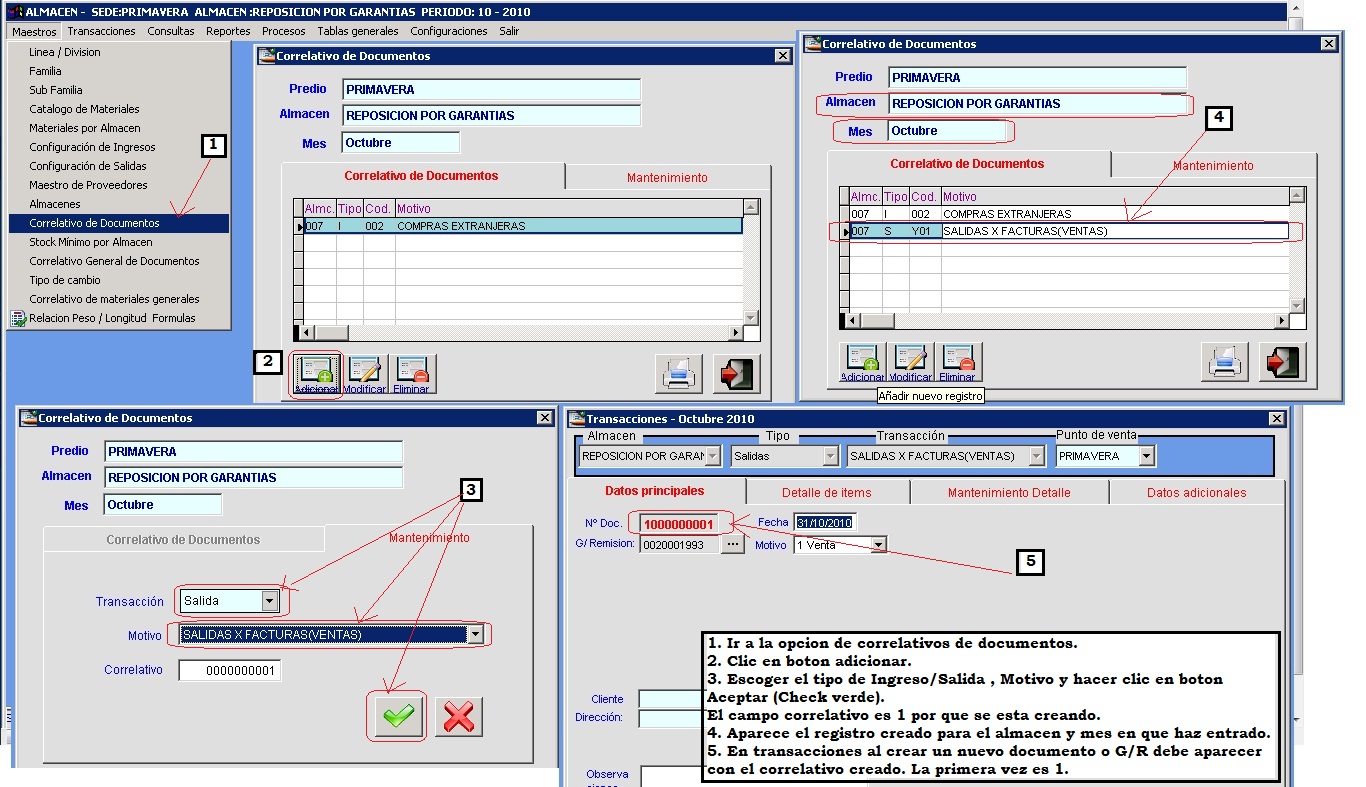 ALMACEN - SEDE:PRIMAVERA ALMACEN :REPOSICION POR GARANTIAS PERIODO: 10 - 2010
Maestros Transacciones Consultas Reportes Procesos Tablas generales Configuraciones Salir
Linea / Division
Familia
Sub Familia
Catalogo de Materiales
Materiales por Almacen
Configuración de Ingresos
Configuración de Salidas
Maestro de Proveedores
Almacenes
Correlativo de Documentos
Stock Mínimo por Almacen
Correlativo General de Documentos
Tipo de cambio
Correlativo de materiales generales
Relacion Peso / Longitud Formulas
1
Correlativo de Documentos
Predio PRIMAVERA
Almacen REPOSICION POR GARANTIAS
Mes Octubre
Correlativo de Documentos Mantenimiento
Almc. Tipo Cod. Motivo
007 I 002 COMPRAS EXTRANJERAS
2
Adicionar Modificar Eliminar
Correlativo de Documentos
Predio PRIMAVERA
Almacen REPOSICION POR GARANTIAS
Mes Octubre
4
Correlativo de Documentos Mantenimiento
Almc. Tipo Cod. Motivo
007 I 002 COMPRAS EXTRANJERAS
007 S Y01 SALIDAS X FACTURAS(VENTAS)
Adicionar Modificar Eliminar
Añadir nuevo registro
Correlativo de Documentos
Predio PRIMAVERA
Almacen REPOSICION POR GARANTIAS
Mes Octubre
3
Correlativo de Documentos Mantenimiento
Transacción Salida
Motivo SALIDAS X FACTURAS(VENTAS)
Correlativo 0000000001
Transacciones - Octubre 2010
Almacen Tipo Transacción Punto de venta
REPOSICION POR GARAN Salidas SALIDAS X FACTURAS(VENTAS) PRIMAVERA
Datos principales Detalle de items Mantenimiento Detalle Datos adicionales
Nº Doc. 1000000001 Fecha 31/10/2010
G/Remision: 0020001993 ... Motivo 1 Venta
5
Cliente
Dirección:
Observa
1. Ir a la opcion de correlativos de documentos.
2. Clic en boton adicionar.
3. Escoger el tipo de Ingreso/Salida , Motivo y hacer clic en boton
Aceptar (Check verde).
El campo correlativo es 1 por que se esta creando.
4. Aparece el registro creado para el almacen y mes en que haz entrado.
5. En transacciones al crear un nuevo documento o G/R debe aparecer
con el correlativo creado. La primera vez es 1.